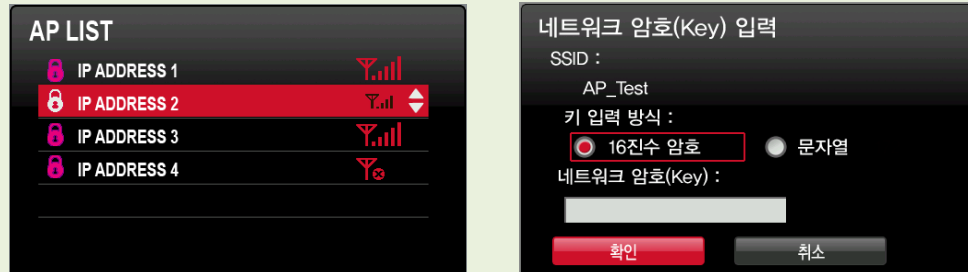 AP LIST
IP ADDRESS 1
IP ADDRESS 2
IP ADDRESS 3
IP ADDRESS 4
네트워크 암호(Key) 입력
SSID :
AP_Test
키 입력 방식 :
16진수 암호 문자열
네트워크 암호(Key) :
확인 취소